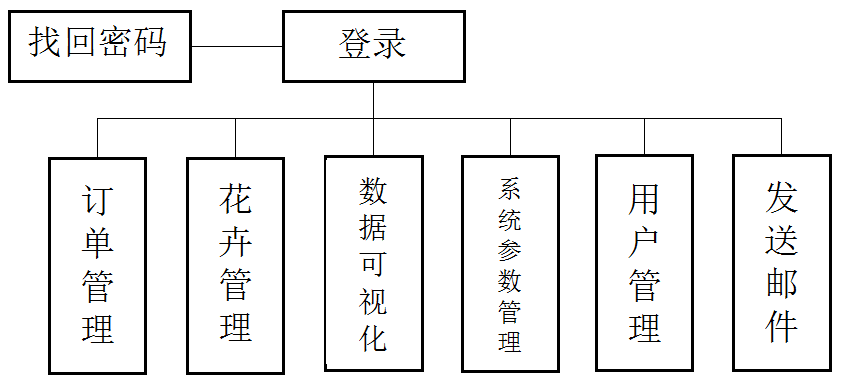 找回密码
登录
订单管理
花卉管理
数据可视化
系统参数管理
用户管理
发送邮件